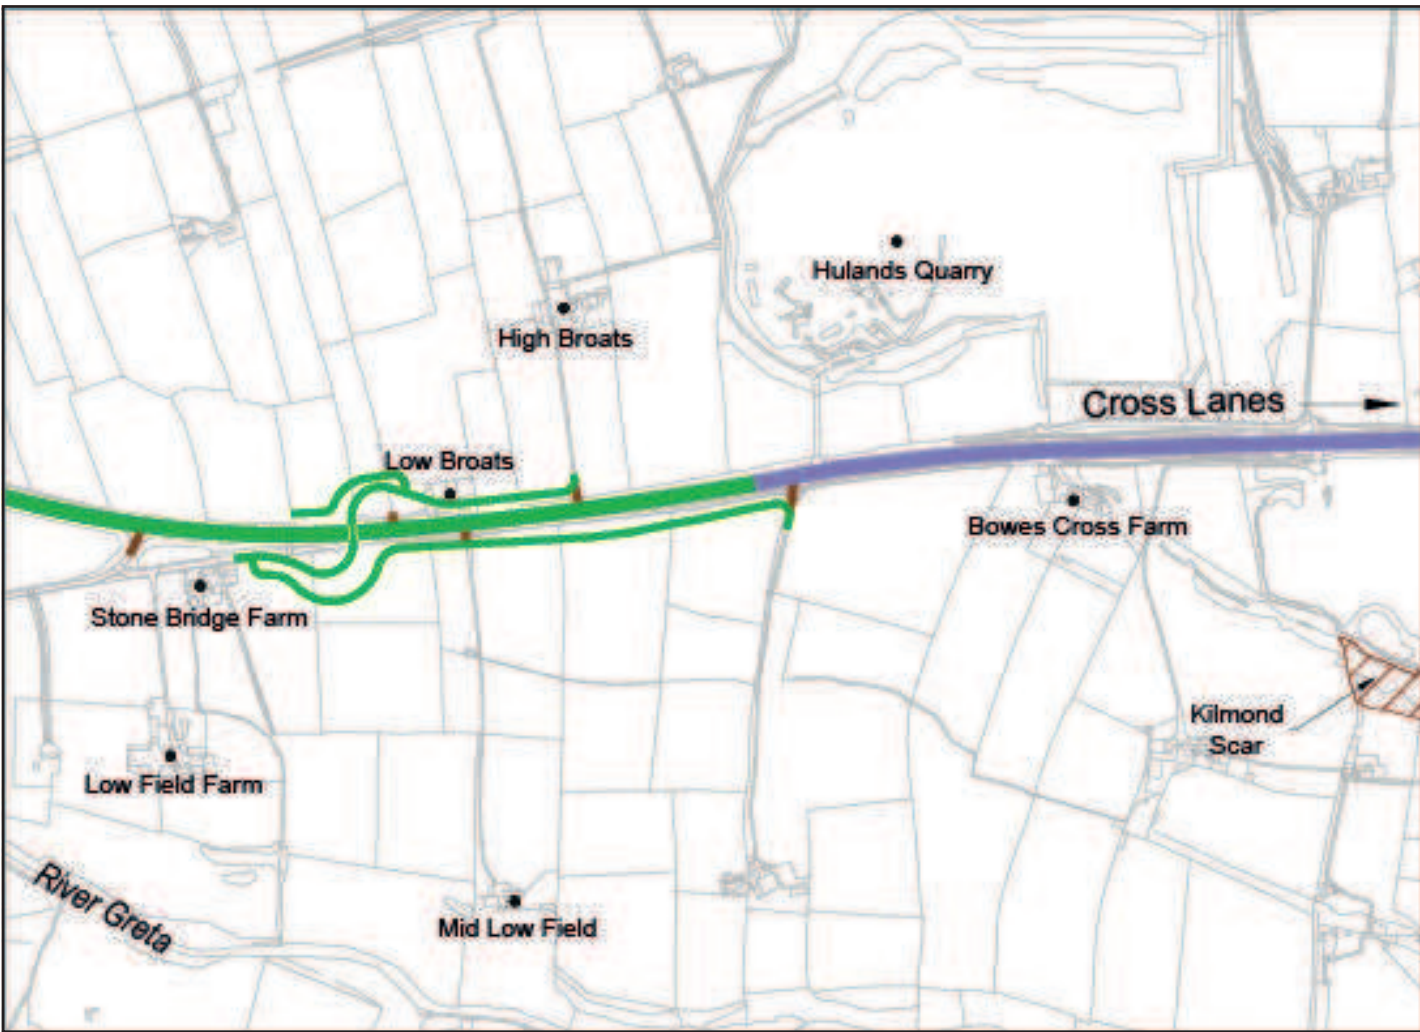 Hulands Quarry
High Broats
Cross Lanes
Low Broats
Bowes Cross Farm
Stone Bridge Farm
Kilmond
Scar
Low Field Farm
River Greta
Mid Low Field